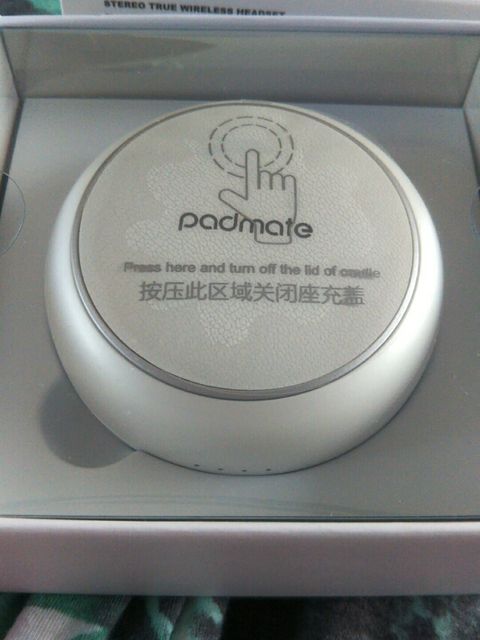 STEREO TRUE WIRELESS HEADSET
padmate
Press here and turn off the lid of cradle
按压此区域关闭座充盖